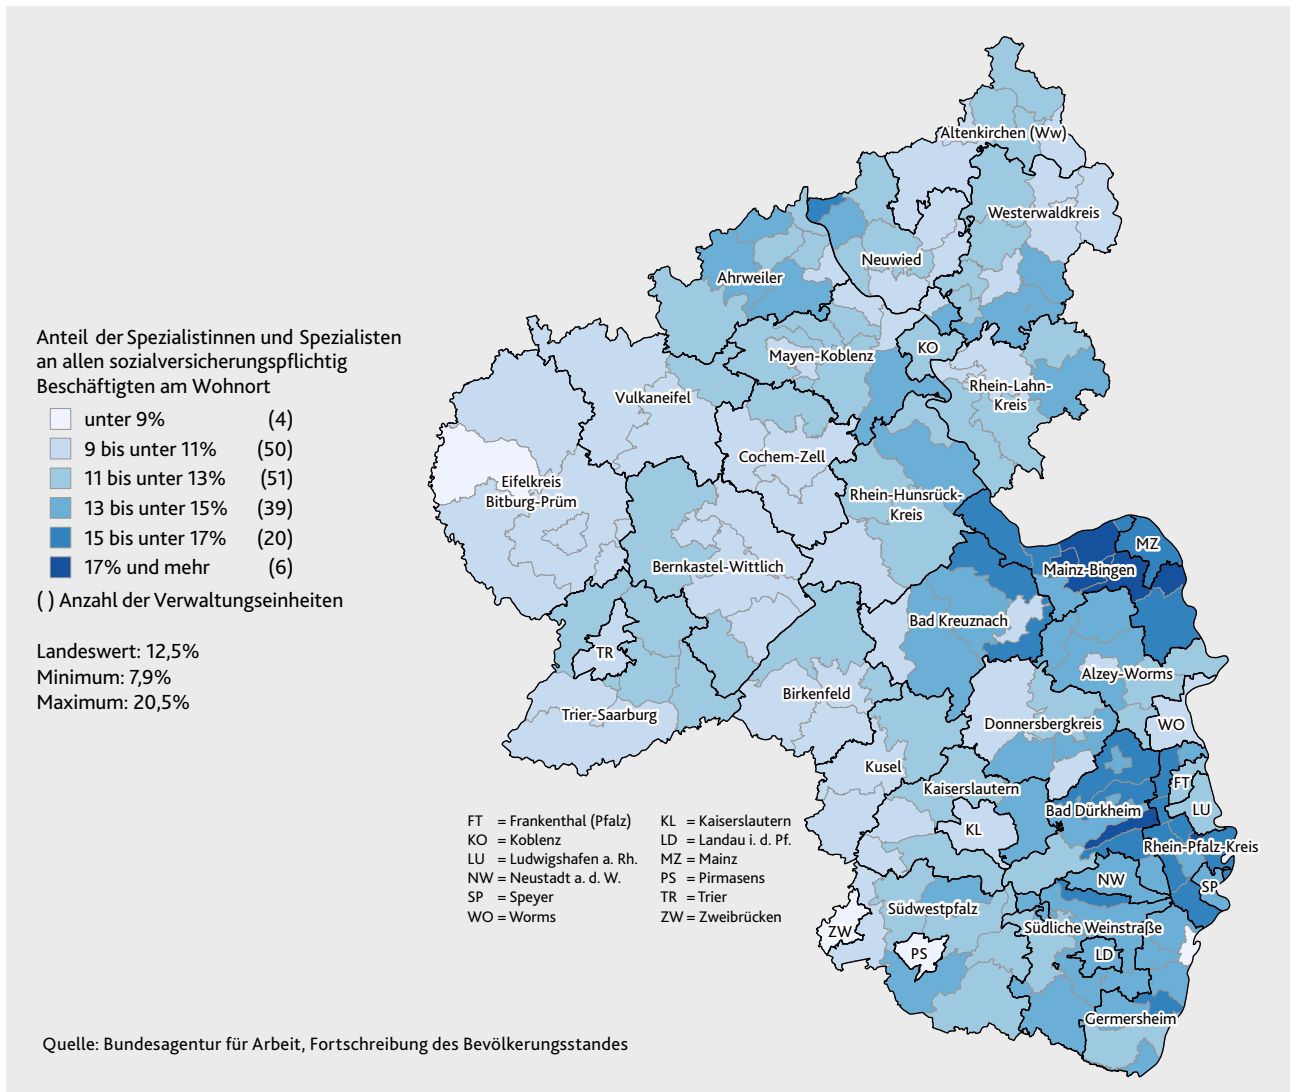 Altenkirchen (Ww)
Westerwaldkreis
Neuwied
Ahrweiler
KO
Mayen-Koblenz
Rhein-Lahn-
Kreis
Vulkaneifel
Cochem-Zell
Eifelkreis
Bitburg-Prüm
Rhein-Hunsrück-
Kreis
Bernkastel-Wittlich
MZ
Mainz-Bingen
Bad Kreuznach
TR
Alzey-Worms
Birkenfeld
Trier-Saarburg
Donnersbergkreis
WO
Kusel
Kaiserslautern
FT
Bad Dürkheim
LU
KL
Rhein-Pfalz-Kreis
NW
SP
Südwestpfalz
Südliche Weinstraße
ZW
PS
LD
Germersheim
Anteil der Spezialistinnen und Spezialisten
an allen sozialversicherungspflichtig
Beschäftigten am Wohnort
unter 9% (4)
9 bis unter 11% (50)
11 bis unter 13% (51)
13 bis unter 15% (39)
15 bis unter 17% (20)
17% und mehr (6)
( ) Anzahl der Verwaltungseinheiten
Landeswert: 12,5%
Minimum: 7,9%
Maximum: 20,5%
FT = Frankenthal (Pfalz)
KO = Koblenz
LU = Ludwigshafen a. Rh.
NW = Neustadt a. d. W.
SP = Speyer
WO = Worms
KL = Kaiserslautern
LD = Landau i. d. Pf.
MZ = Mainz
PS = Pirmasens
TR = Trier
ZW = Zweibrücken
Quelle: Bundesagentur für Arbeit, Fortschreibung des Bevölkerungsstandes